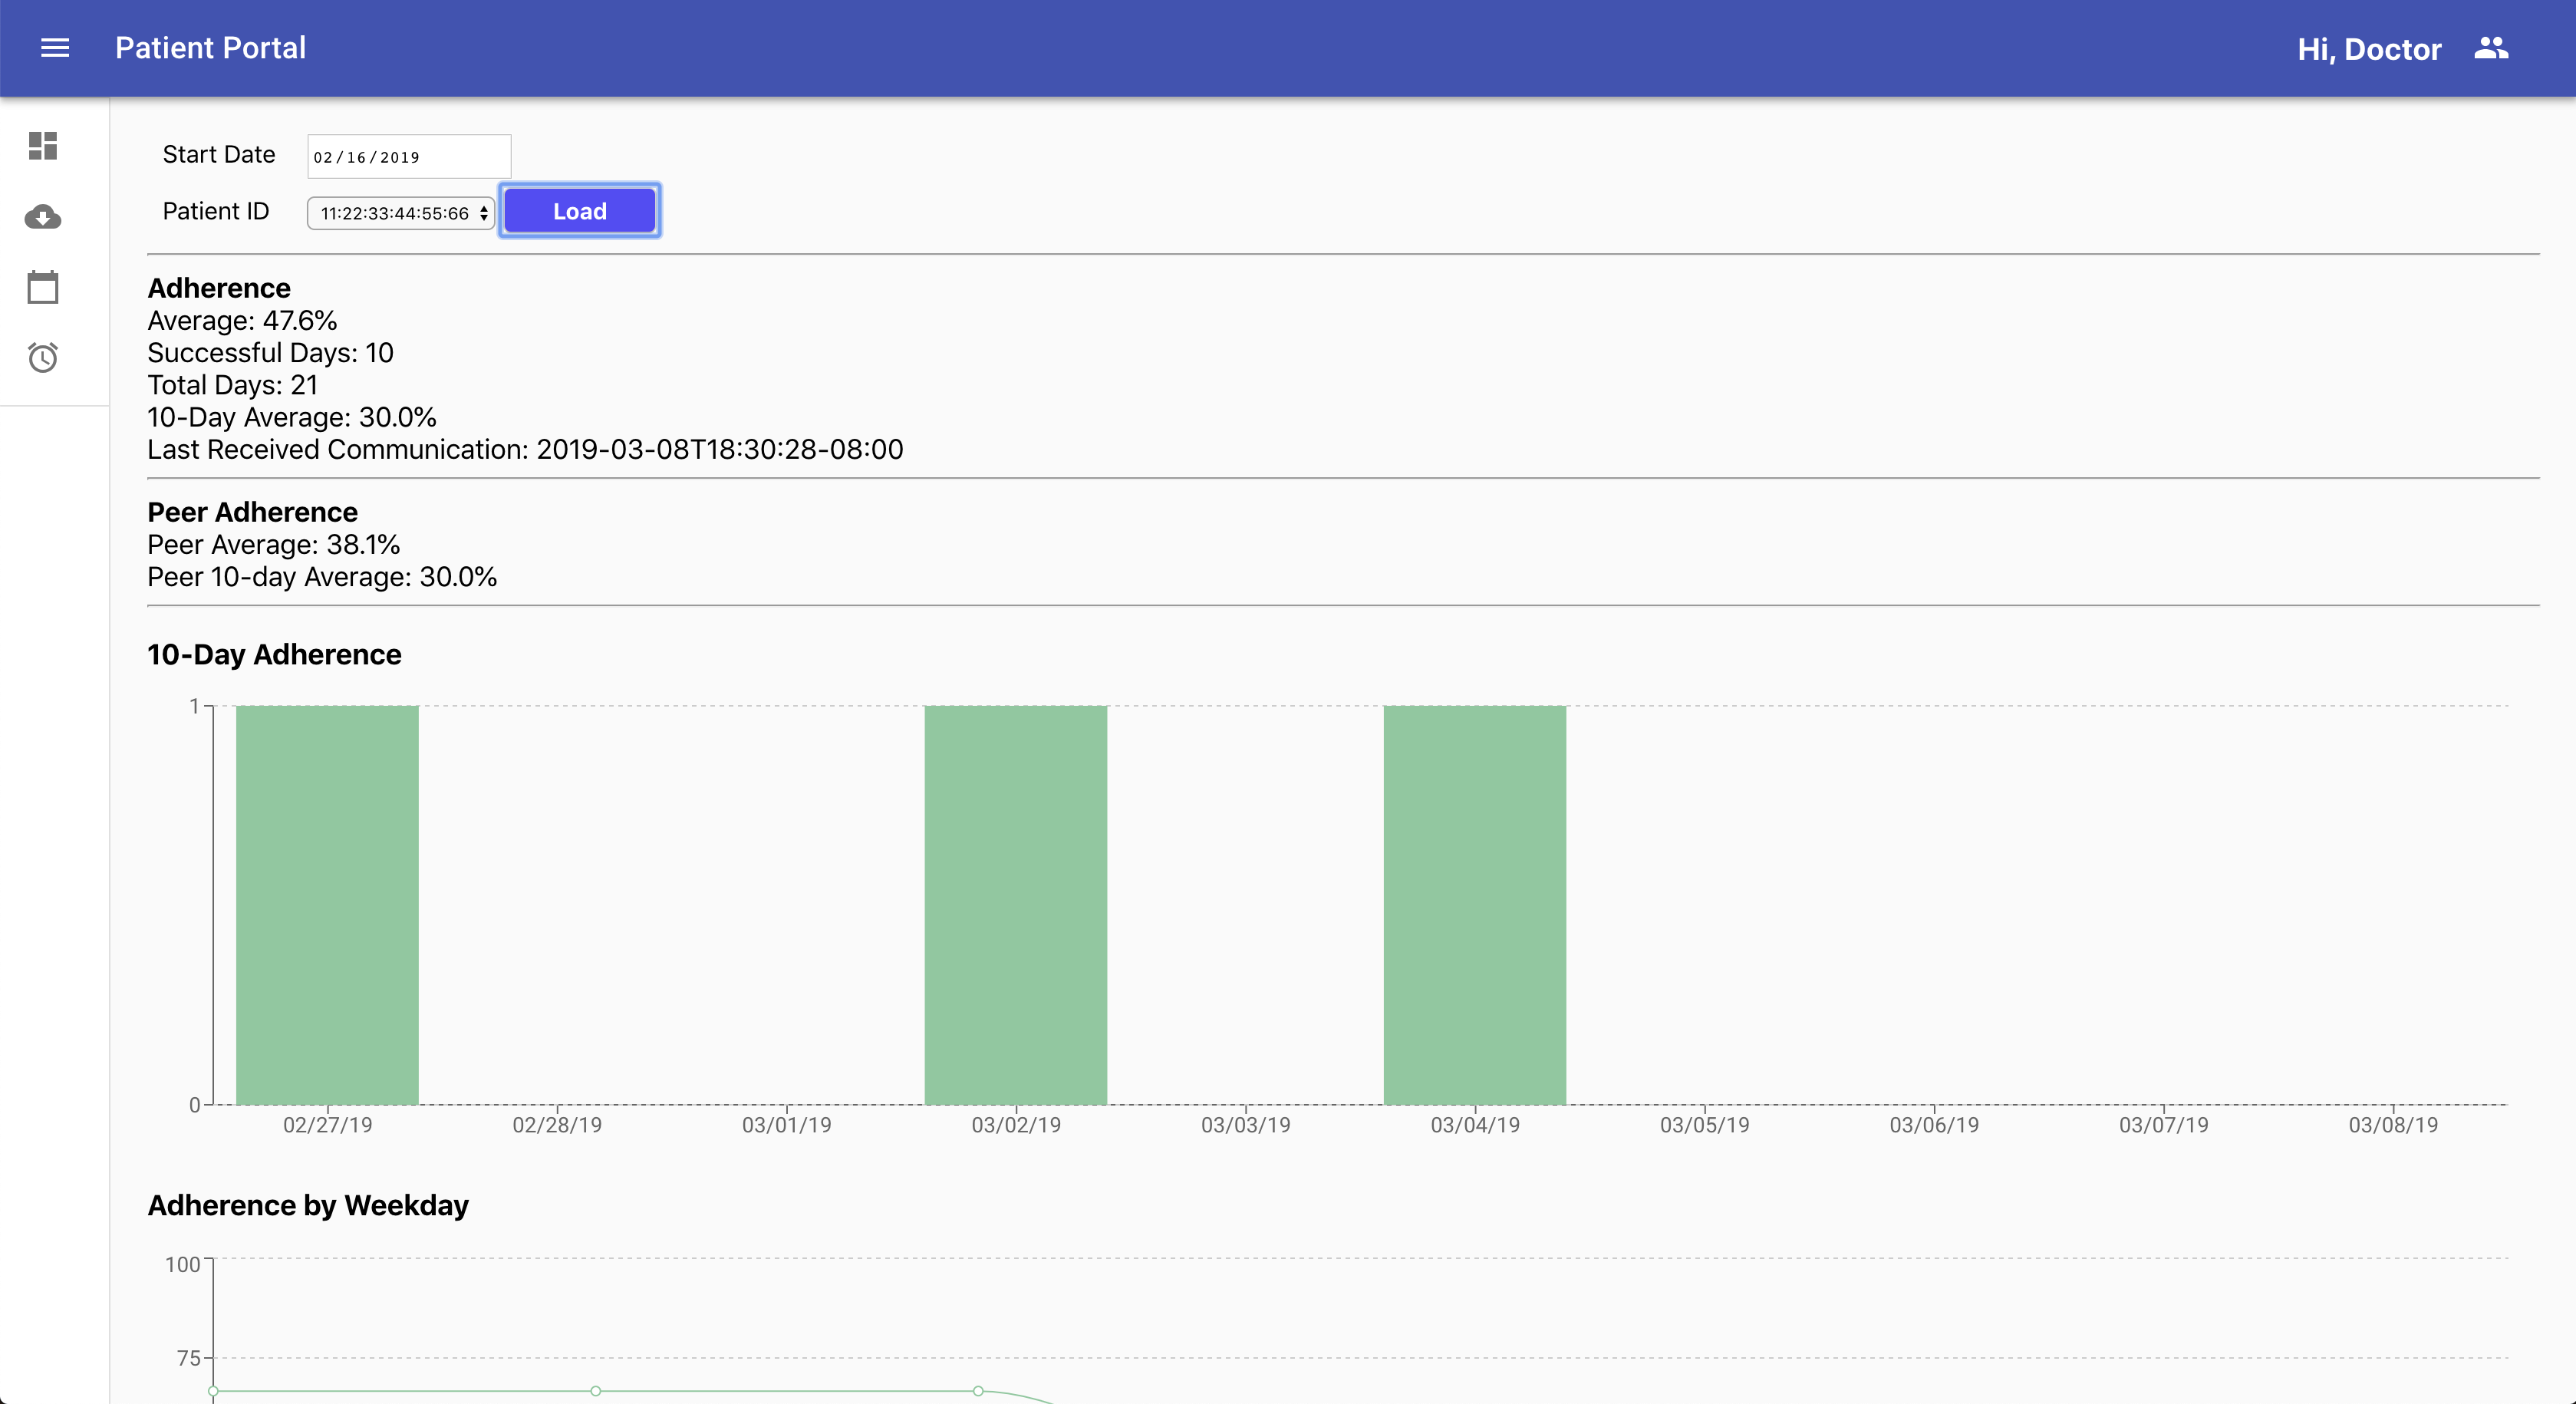 Patient Portal
Hi, Doctor
Start Date 02/16/2019
Patient ID 11:22:33:44:55:66 Load
Adherence
Average: 47.6%
Successful Days: 10
Total Days: 21
10-Day Average: 30.0%
Last Received Communication: 2019-03-08T18:30:28-08:00
Peer Adherence
Peer Average: 38.1%
Peer 10-day Average: 30.0%
10-Day Adherence
1
0
02/27/19 02/28/19 03/01/19 03/02/19 03/03/19 03/04/19 03/05/19 03/06/19 03/07/19 03/08/19
Adherence by Weekday
100
75